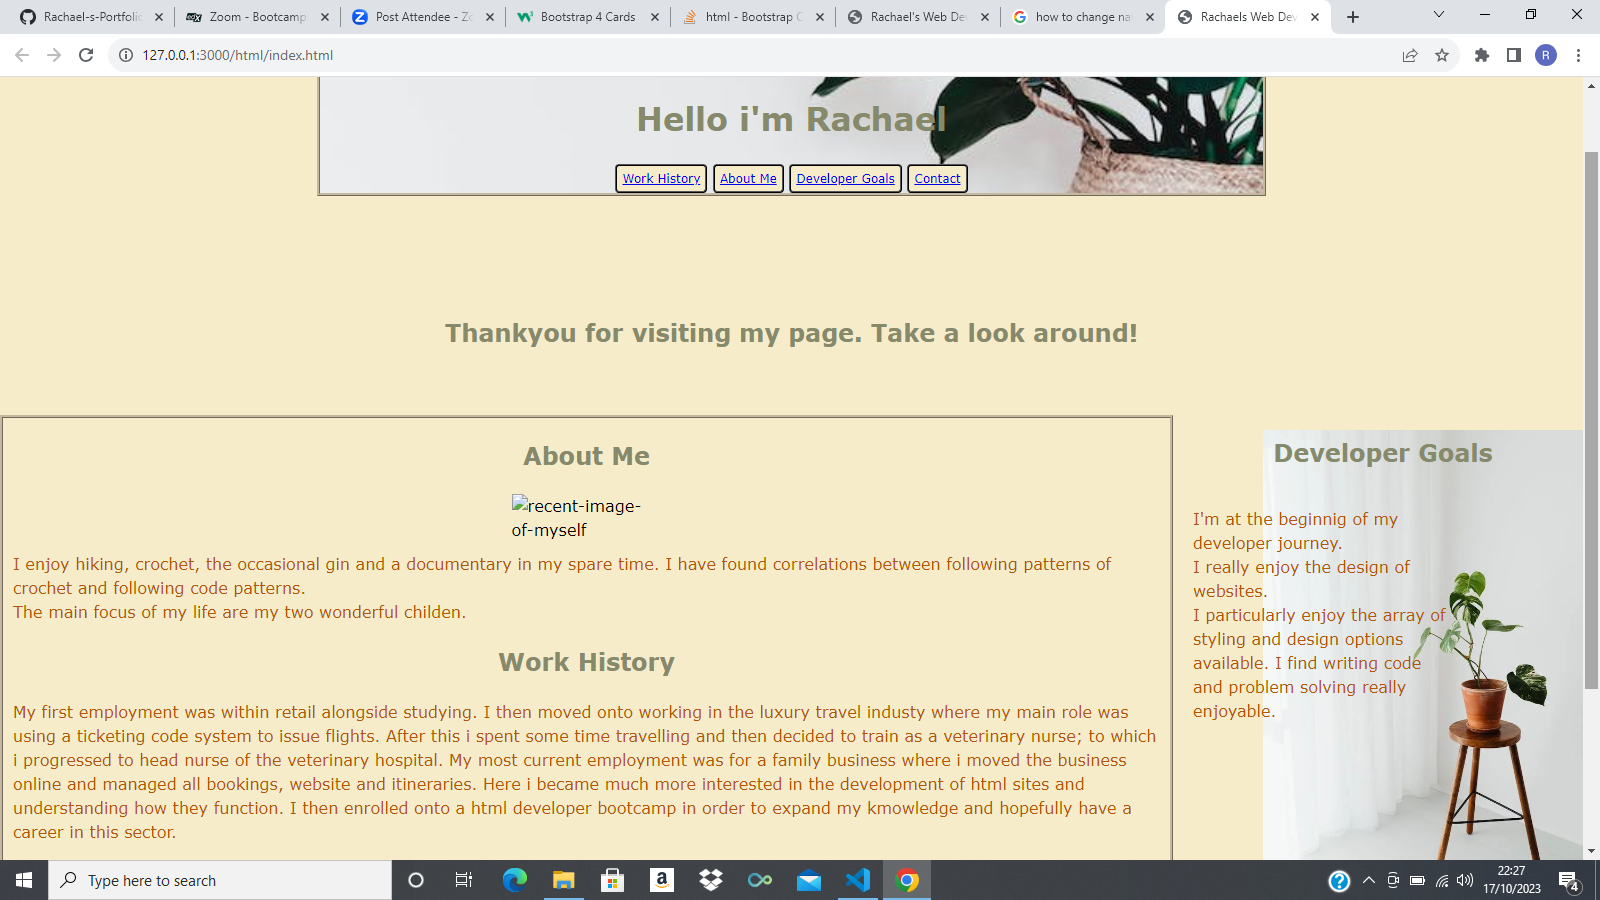 Rachael-s-Portfolio
Zoom - Bootcamp
Post Attendee - Zo
Bootstrap 4 Cards
html - Bootstrap C
Rachael's Web De
how to change na
Rachaels Web Dev
127.0.0.1:3000/html/index.html
R
Hello i'm Rachael
Work History About Me Developer Goals Contact
Thankyou for visiting my page. Take a look around!
About Me
recent-image-
of-myself
I enjoy hiking, crochet, the occasional gin and a documentary in my spare time. I have found correlations between following patterns of
crochet and following code patterns.
The main focus of my life are my two wonderful childen.
Work History
My first employment was within retail alongside studying. I then moved onto working in the luxury travel industy where my main role was
using a ticketing code system to issue flights. After this i spent some time travelling and then decided to train as a veterinary nurse; to which
i progressed to head nurse of the veterinary hospital. My most current employment was for a family business where i moved the business
online and managed all bookings, website and itineraries. Here i became much more interested in the development of html sites and
understanding how they function. I then enrolled onto a html developer bootcamp in order to expand my kmowledge and hopefully have a
career in this sector.
Developer Goals
I'm at the beginnig of my
developer journey.
I really enjoy the design of
websites.
I particularly enjoy the array of
styling and design options
available. I find writing code
and problem solving really
enjoyable.
Type here to search
22:27
17/10/2023
4